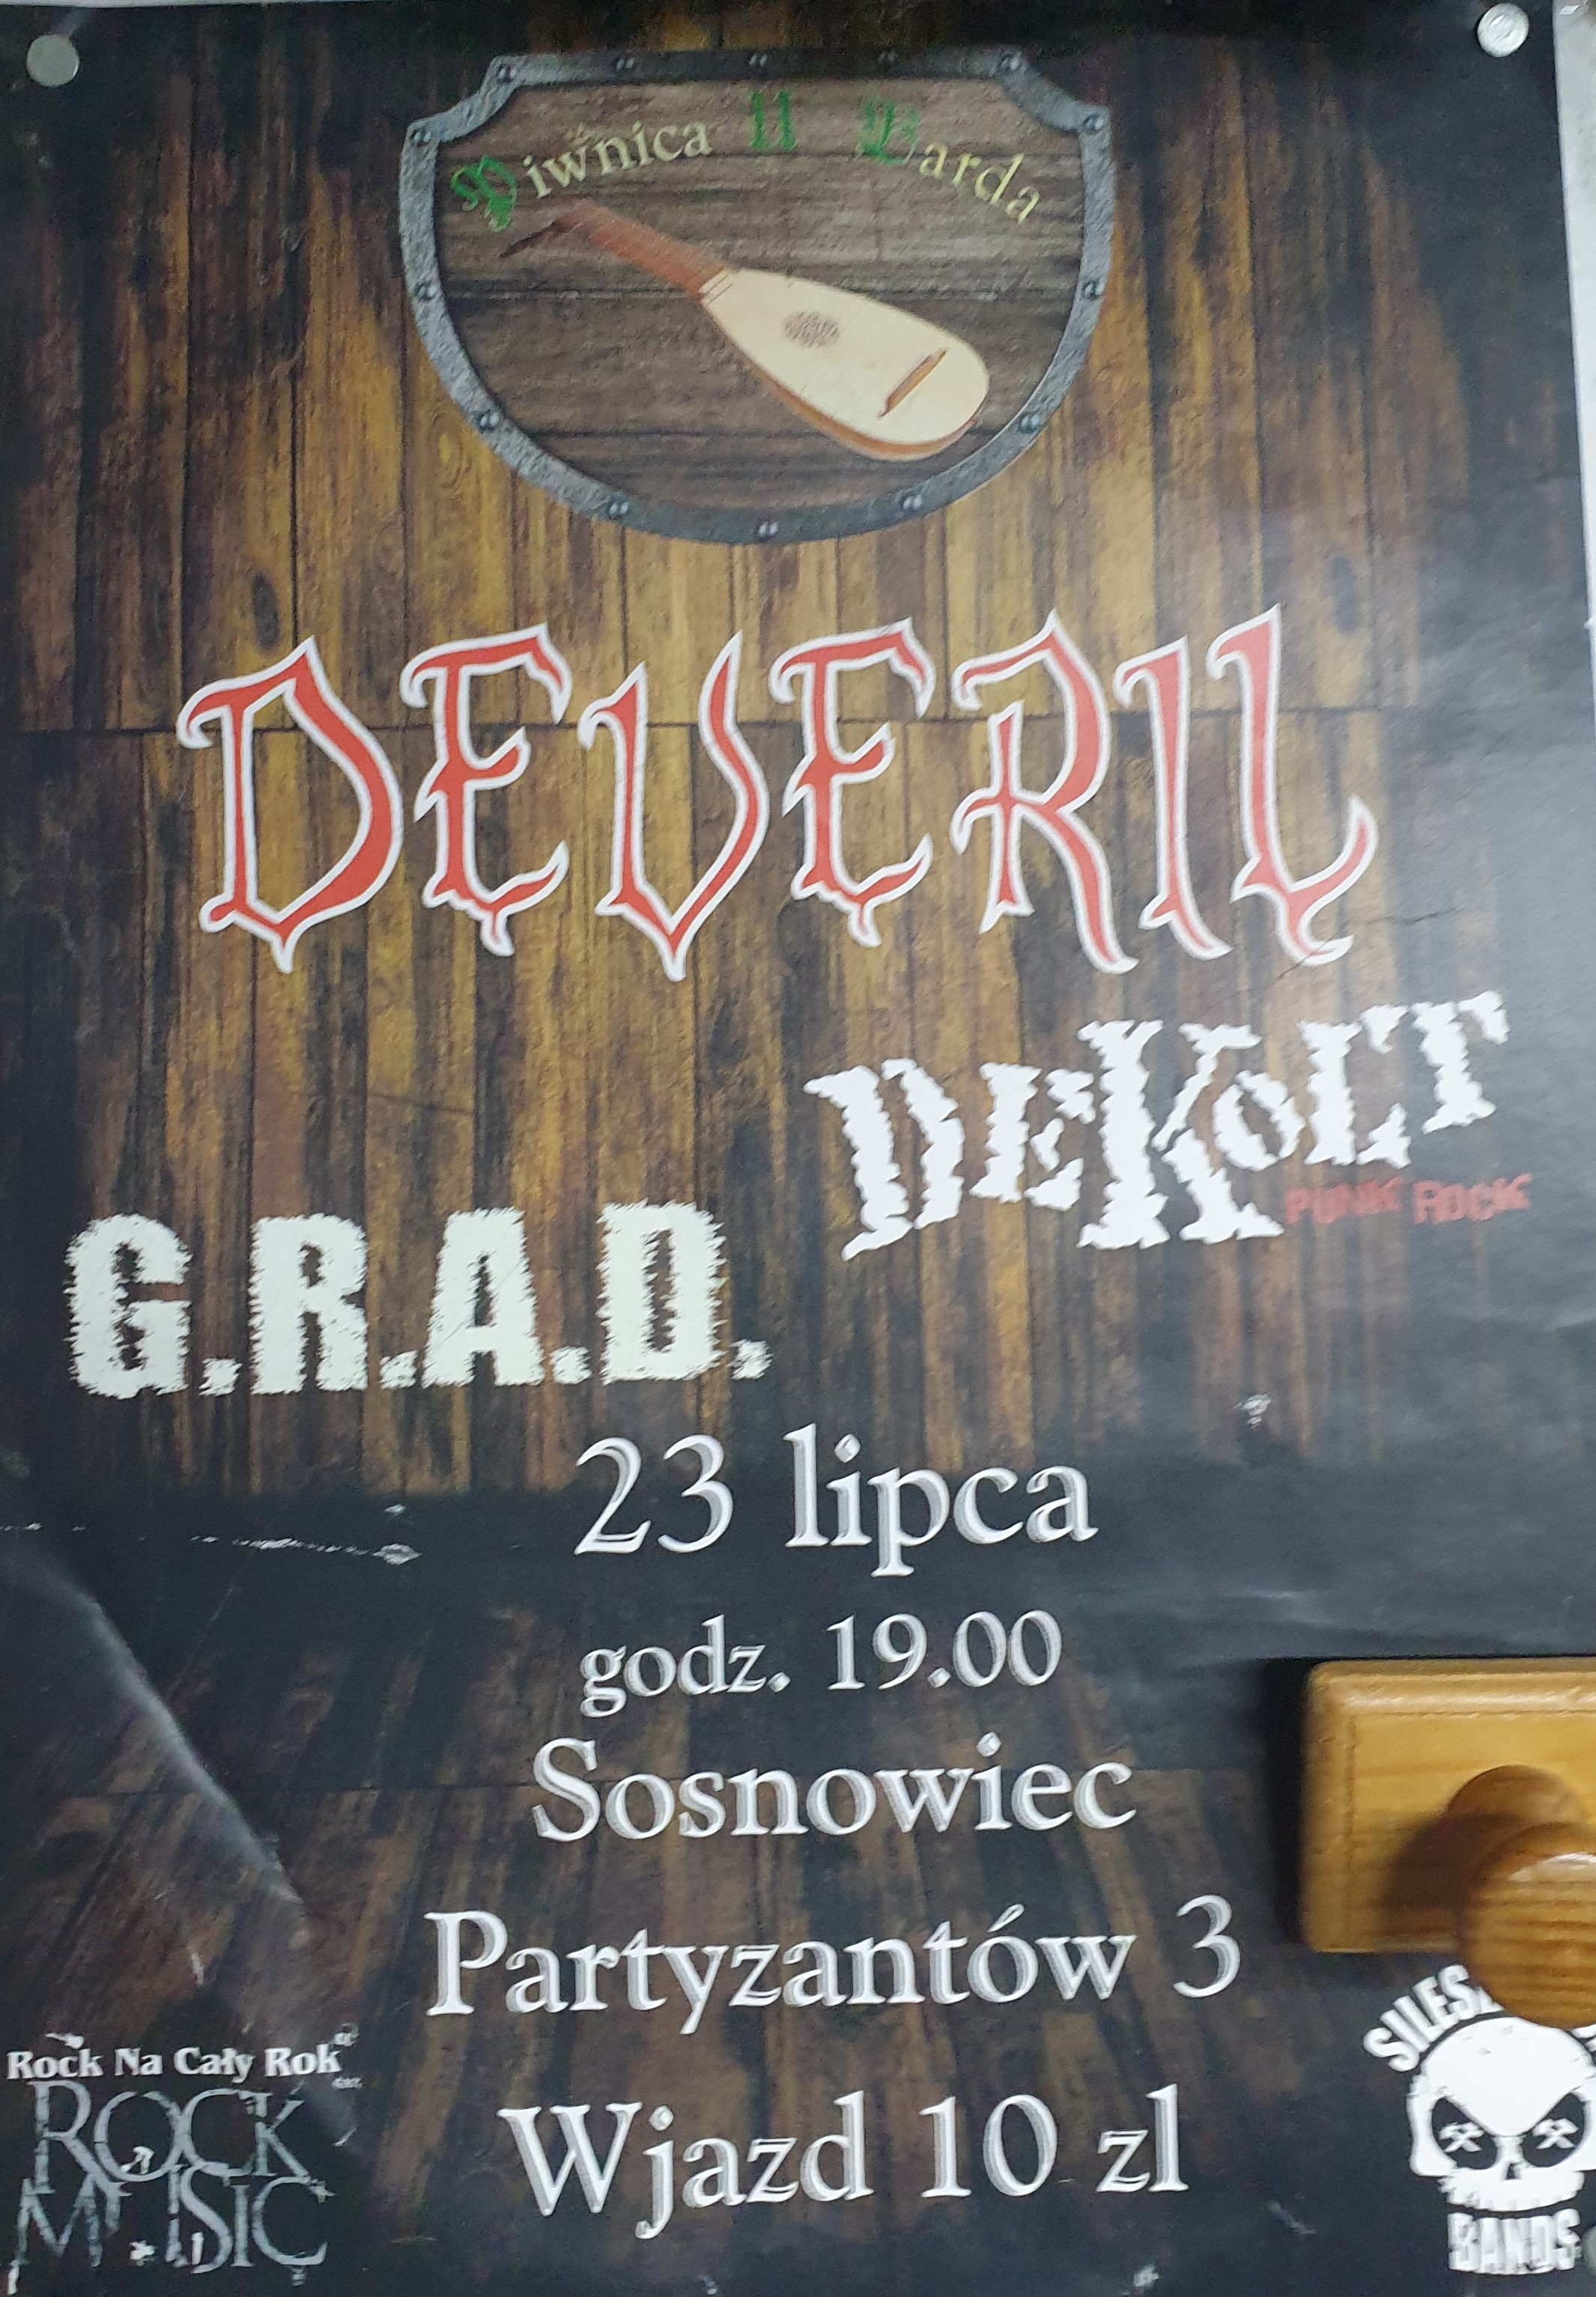 Piwnica U Barda
DEVERIL
DEKOLT
PUNK ROCK
G.R.A.D.
23 lipca
godz. 19.00
Sosnowiec
Partyzantów 3
Wjazd 10 zl
Rock Na Cały Rok
ROCK
MUSIC
BANDS